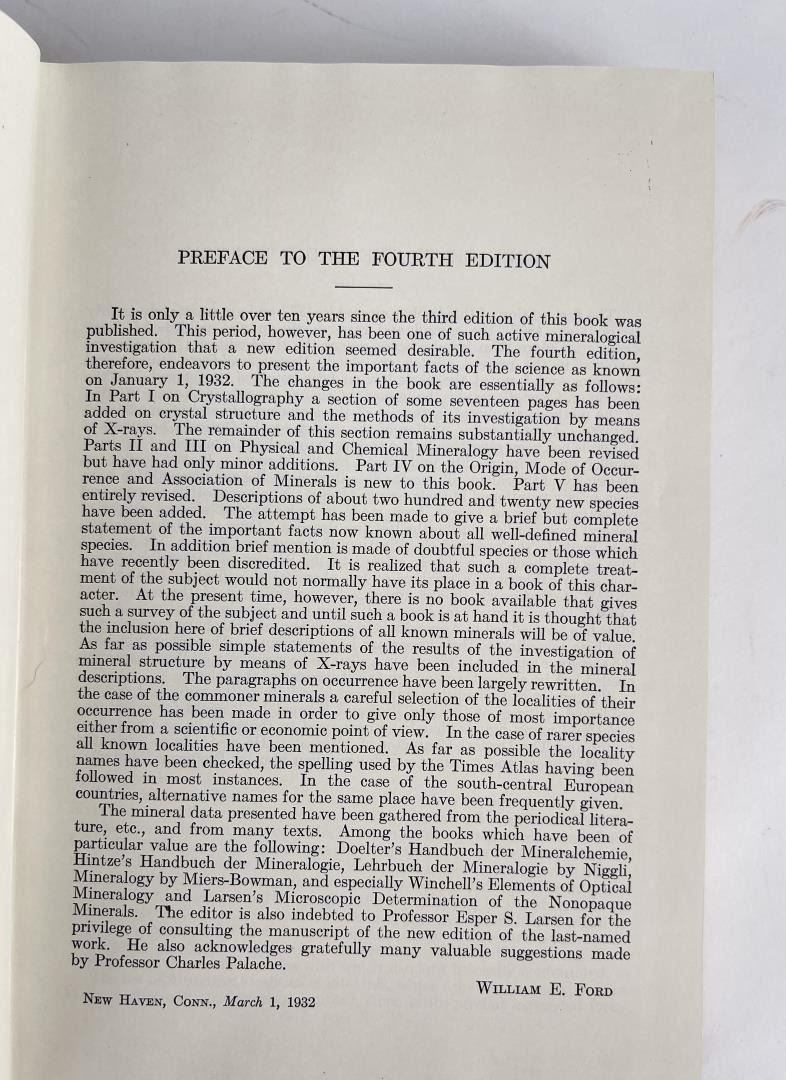 PREFACE TO THE FOURTH EDITION
It is only a little over ten years since the third edition of this book was
published. This period, however, has been one of such active mineralogical
investigation that a new edition seemed desirable. The fourth edition,
therefore, endeavors to present the important facts of the science as known
on January 1, 1932. The changes in the book are essentially as follows:
In Part I on Crystallography a section of some seventeen pages has been
added on crystal structure and the methods of its investigation by means
of X-rays. The remainder of this section remains substantially unchanged.
Parts II and III on Physical and Chemical Mineralogy have been revised
but have had only minor additions. Part IV on the Origin, Mode of Occur-
rence and Association of Minerals is new to this book. Part V has been
entirely revised. Descriptions of about two hundred and twenty new species
have been added. The attempt has been made to give a brief but complete
statement of the important facts now known about all well-defined mineral
species. In addition brief mention is made of doubtful species or those which
have recently been discredited. It is realized that such a complete treat-
ment of the subject would not normally have its place in a book of this char-
acter. At the present time, however, there is no book available that gives
such a survey of the subject and until such a book is at hand it is thought that
the inclusion here of brief descriptions of all known minerals will be of value.
As far as possible simple statements of the results of the investigation of
mineral structure by means of X-rays have been included in the mineral
descriptions. The paragraphs on occurrence have been largely rewritten. In
the case of the commoner minerals a careful selection of the localities of their
occurrence has been made in order to give only those of most importance
either from a scientific or economic point of view. In the case of rarer species
all known localities have been mentioned. As far as possible the locality
names have been checked, the spelling used by the Times Atlas having been
followed in most instances. In the case of the south-central European
countries, alternative names for the same place have been frequently given.
The mineral data presented have been gathered from the periodical litera-
ture, etc., and from many texts. Among the books which have been of
particular value are the following: Doelter's Handbuch der Mineralchemie,
Hintze's Handbuch der Mineralogie, Lehrbuch der Mineralogie by Niggli,
Mineralogy by Miers-Bowman, and especially Winchell's Elements of Optical
Mineralogy and Larsen's Microscopic Determination of the Nonopaque
Minerals. The editor is also indebted to Professor Esper S. Larsen for the
privilege of consulting the manuscript of the new edition of the last-named
work. He also acknowledges gratefully many valuable suggestions made
by Professor Charles Palache.
WILLIAM E. FORD
NEW HAVEN, CONN., March 1, 1932